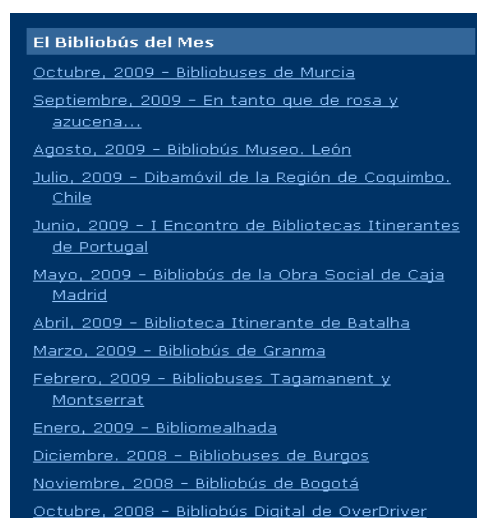 El Bibliobús del Mes
Octubre, 2009 - Bibliobuses de Murcia
Septiembre, 2009 - En tanto que de rosa y
azucena...
Agosto, 2009 - Bibliobús Museo. León
Julio, 2009 - Dibamóvil de la Región de Coquimbo.
Chile
Junio, 2009 - I Encontro de Bibliotecas Itinerantes
de Portugal
Mayo, 2009 - Bibliobús de la Obra Social de Caja
Madrid
Abril, 2009 - Biblioteca Itinerante de Batalha
Marzo, 2009 - Bibliobús de Granma
Febrero, 2009 - Bibliobuses Tagamanent y
Montserrat
Enero, 2009 - Bibliomealhada
Diciembre. 2008 - Bibliobuses de Burgos
Noviembre, 2008 - Bibliobús de Bogotá
Octubre, 2008 - Bibliobús Digital de OverDriver